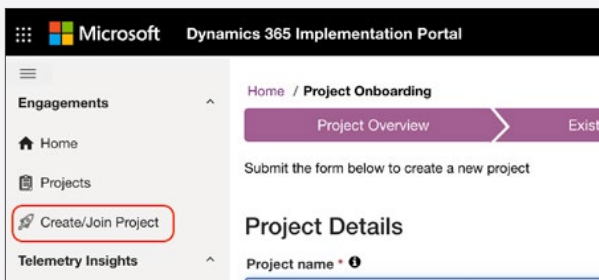 Microsoft Dynamics 365 Implementation Portal
Engagements
Home
Projects
Create/Join Project
Telemetry Insights
Home / Project Onboarding
Project Overview
Exist
Submit the form below to create a new project
Project Details
Project name *